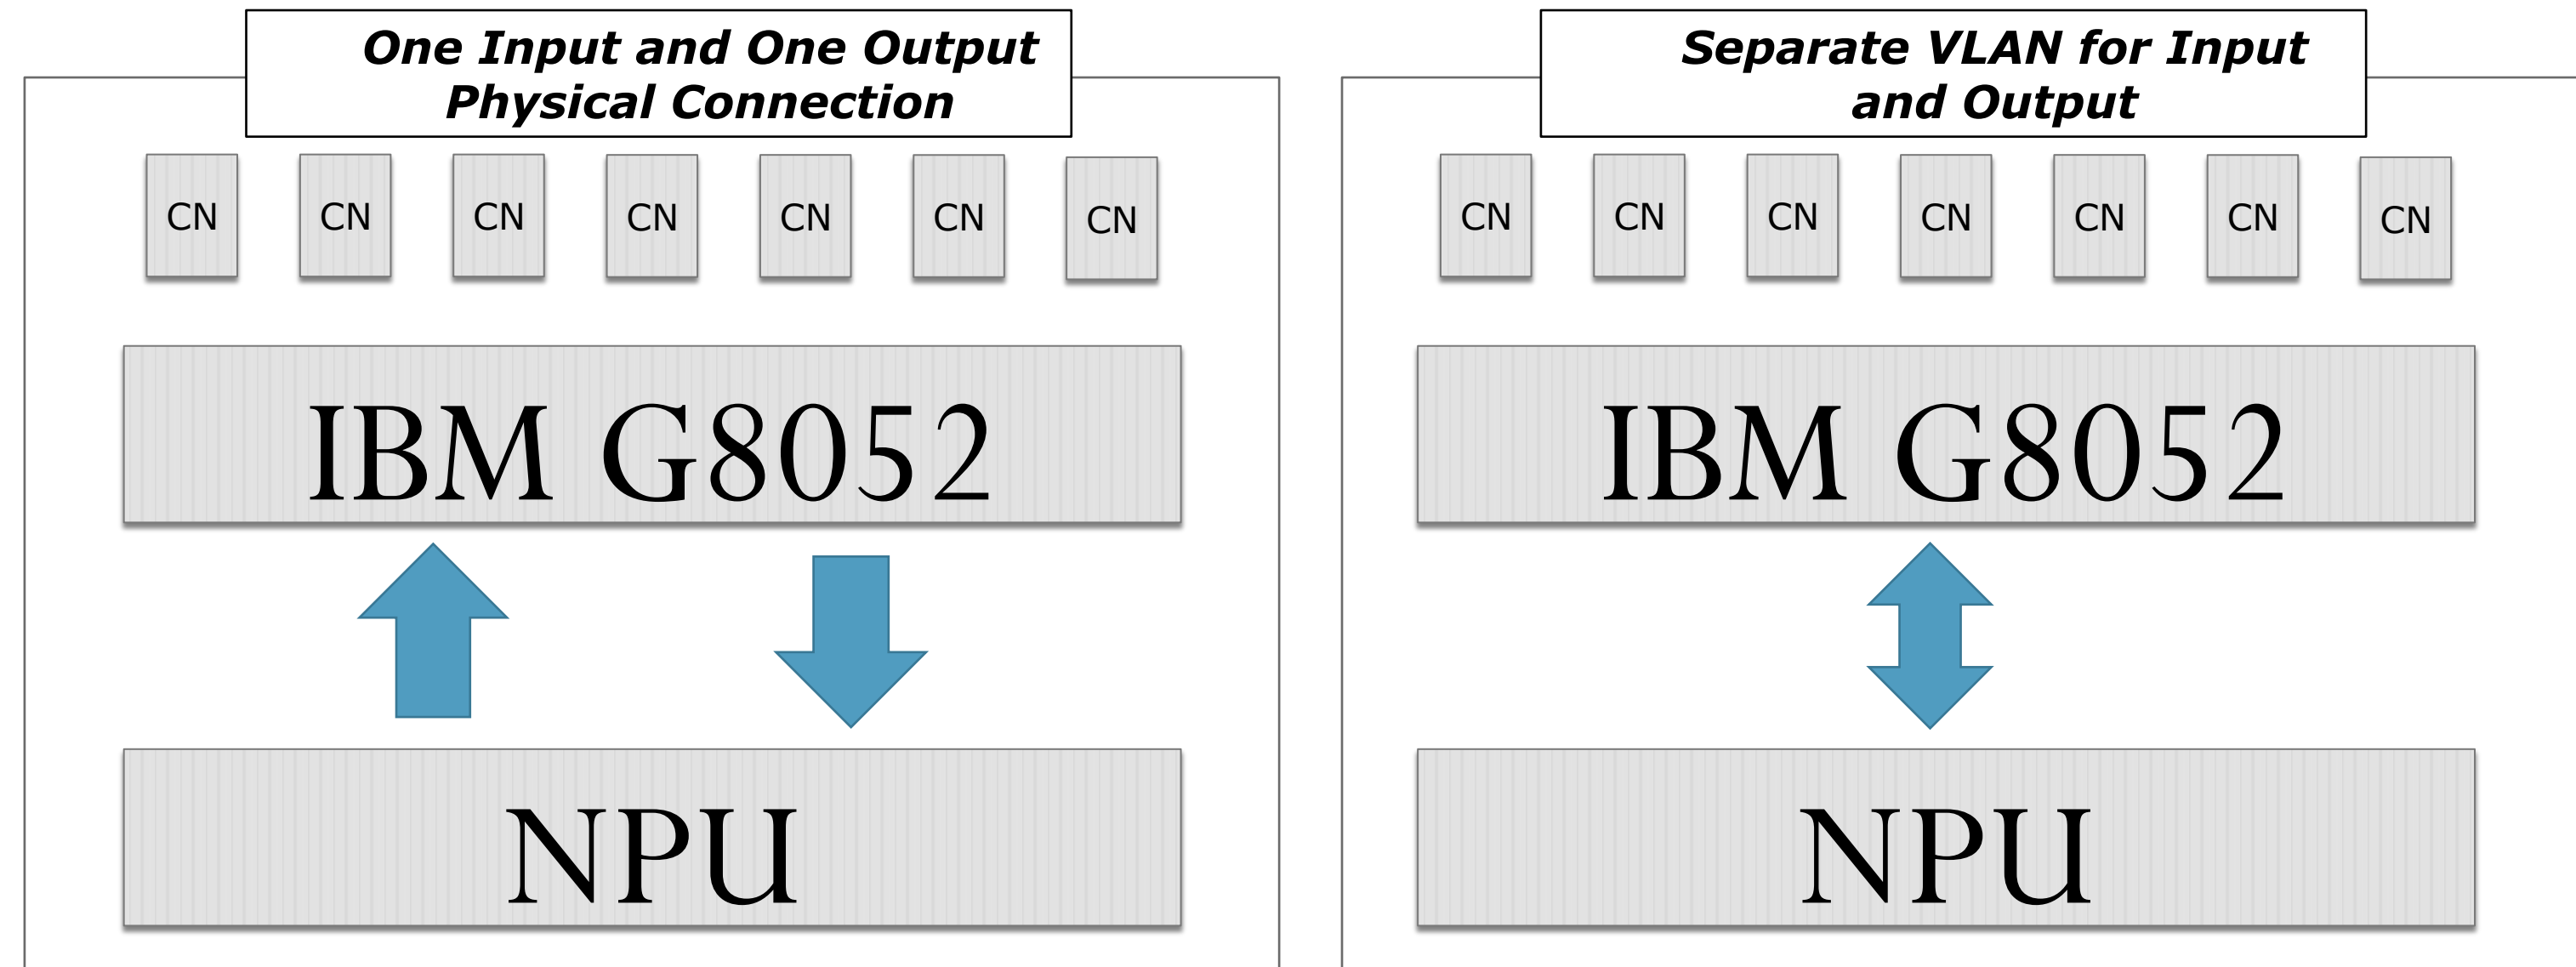 One Input and One Output
Physical Connection
CN CN CN CN CN CN CN
IBM G8052
NPU
Separate VLAN for Input
and Output
CN CN CN CN CN CN CN
IBM G8052
NPU